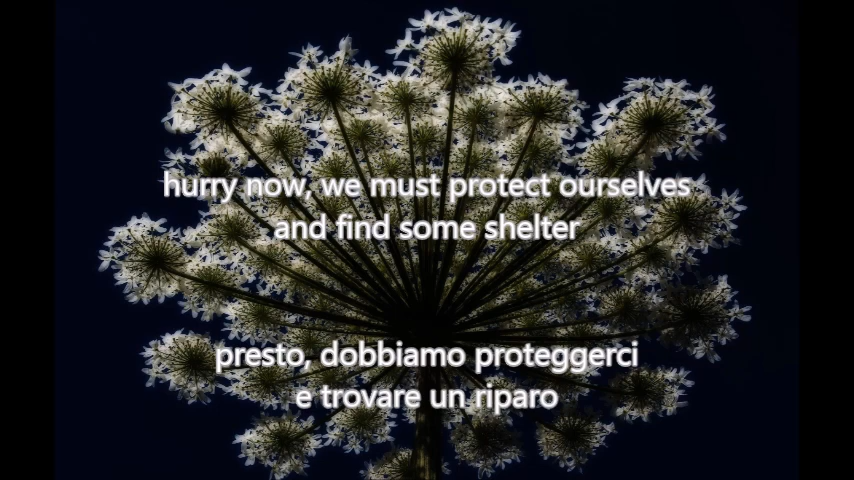 hurry now, we must protect ourselves
and find some shelter
presto, dobbiamo proteggerci
e trovare un riparo